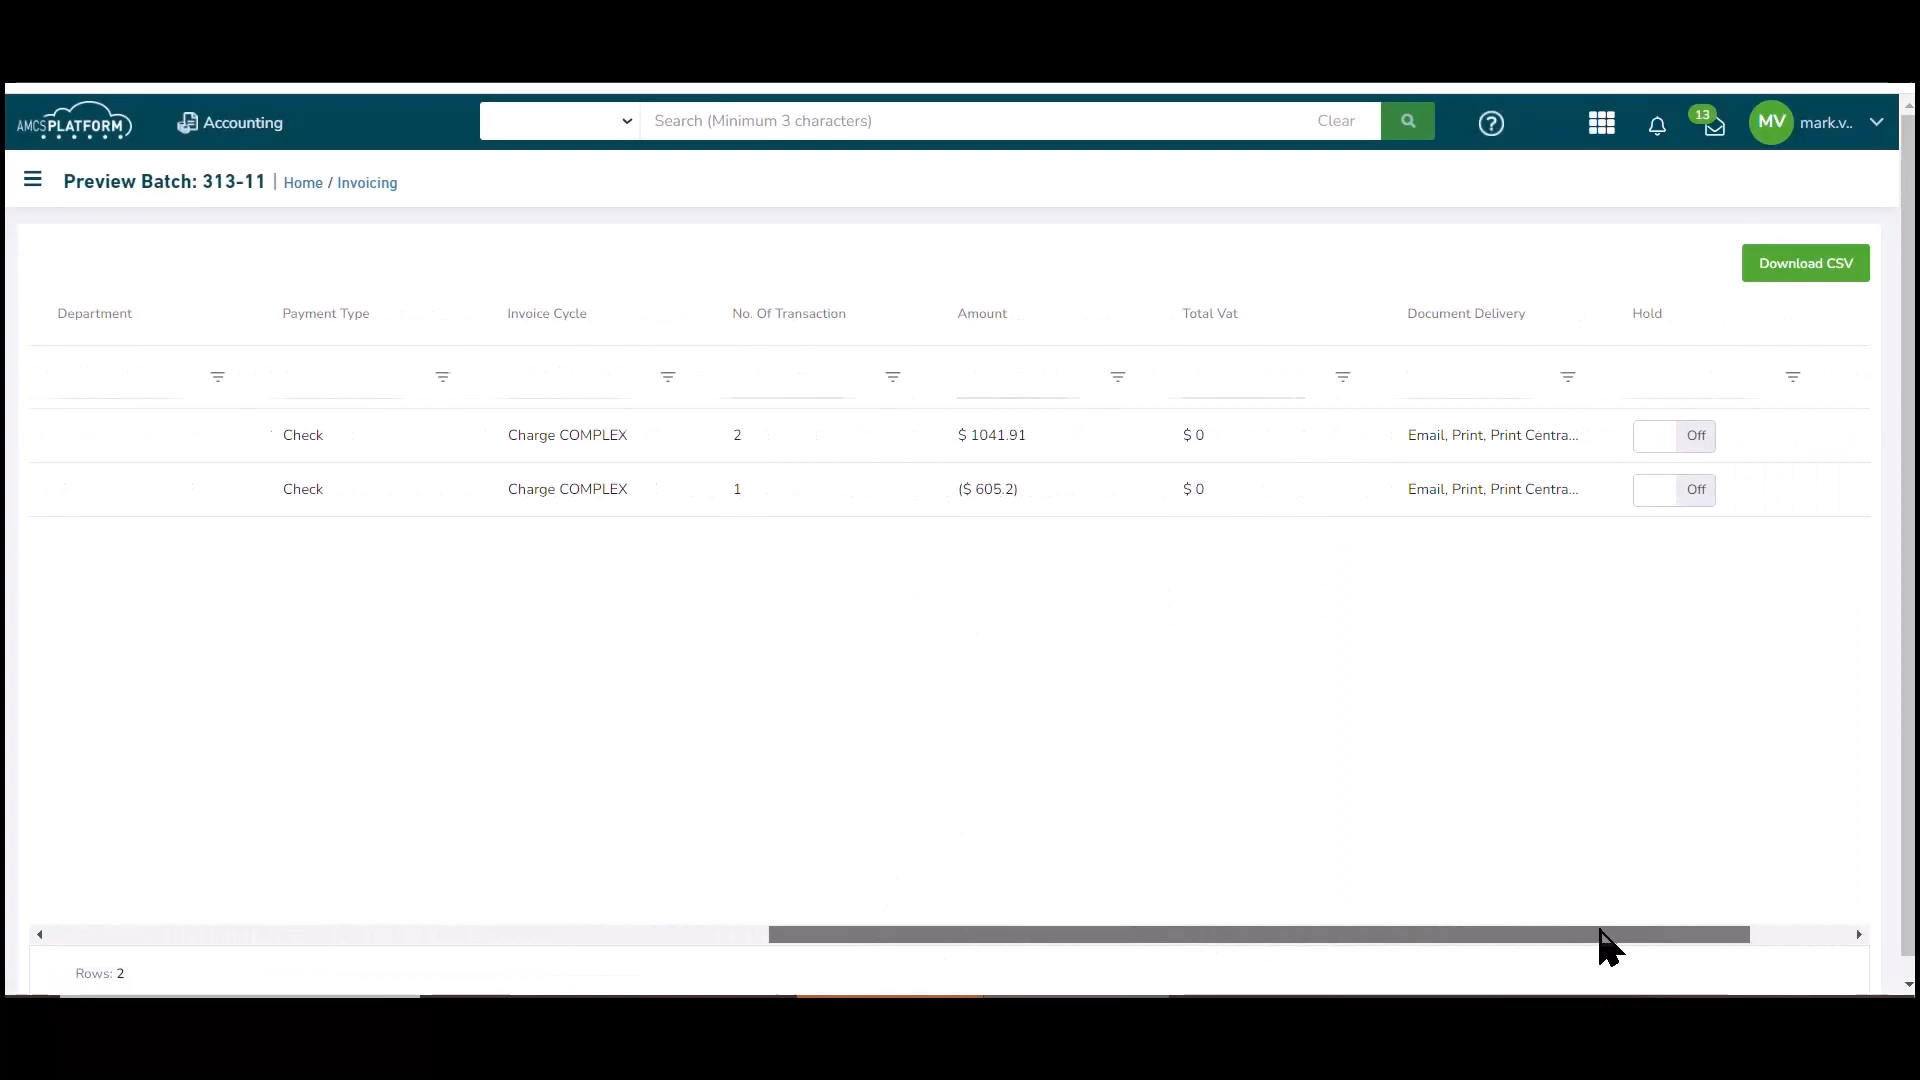 AMCSPLATFORM
Accounting
Search (Minimum 3 characters)
Clear
13
MV
mark.v..
Preview Batch: 313-11 | Home / Invoicing
Download CSV
Department Payment Type Invoice Cycle No. Of Transaction Amount Total Vat Document Delivery Hold
Check Charge COMPLEX 2 $ 1041.91 $ 0 Email, Print, Print Centra... Off
Check Charge COMPLEX 1 ($ 605.2) $ 0 Email, Print, Print Centra... Off
Rows: 2